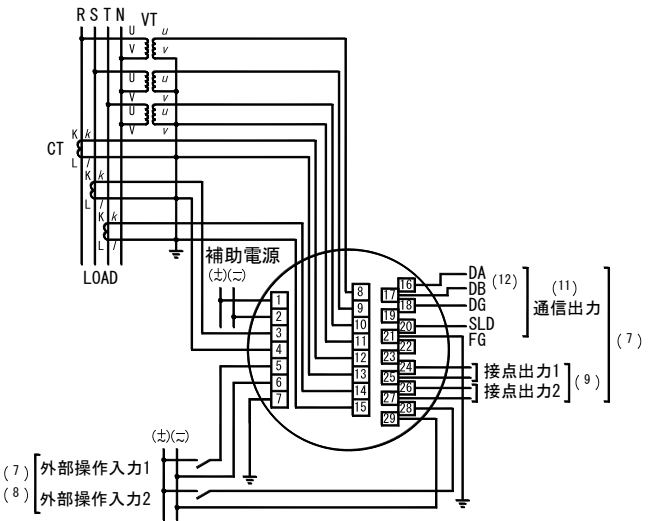 R S T N VT
U u
V v
U u
V v
U u
V v
K k
CT
L l
K k
L l
K k
L l
LOAD
補助電源
(±)(∓)
1
2
3
4
5
6
7
8
9
10
11
12
13
14
15
16
17
18
19
20
21
22
23
24
25
26
27
28
29
DA
DB (12)
DG
SLD
FG
(11)
通信出力
(7)
接点出力1
接点出力2
(9)
(±)(∓)
(7) 外部操作入力1
(8) 外部操作入力2